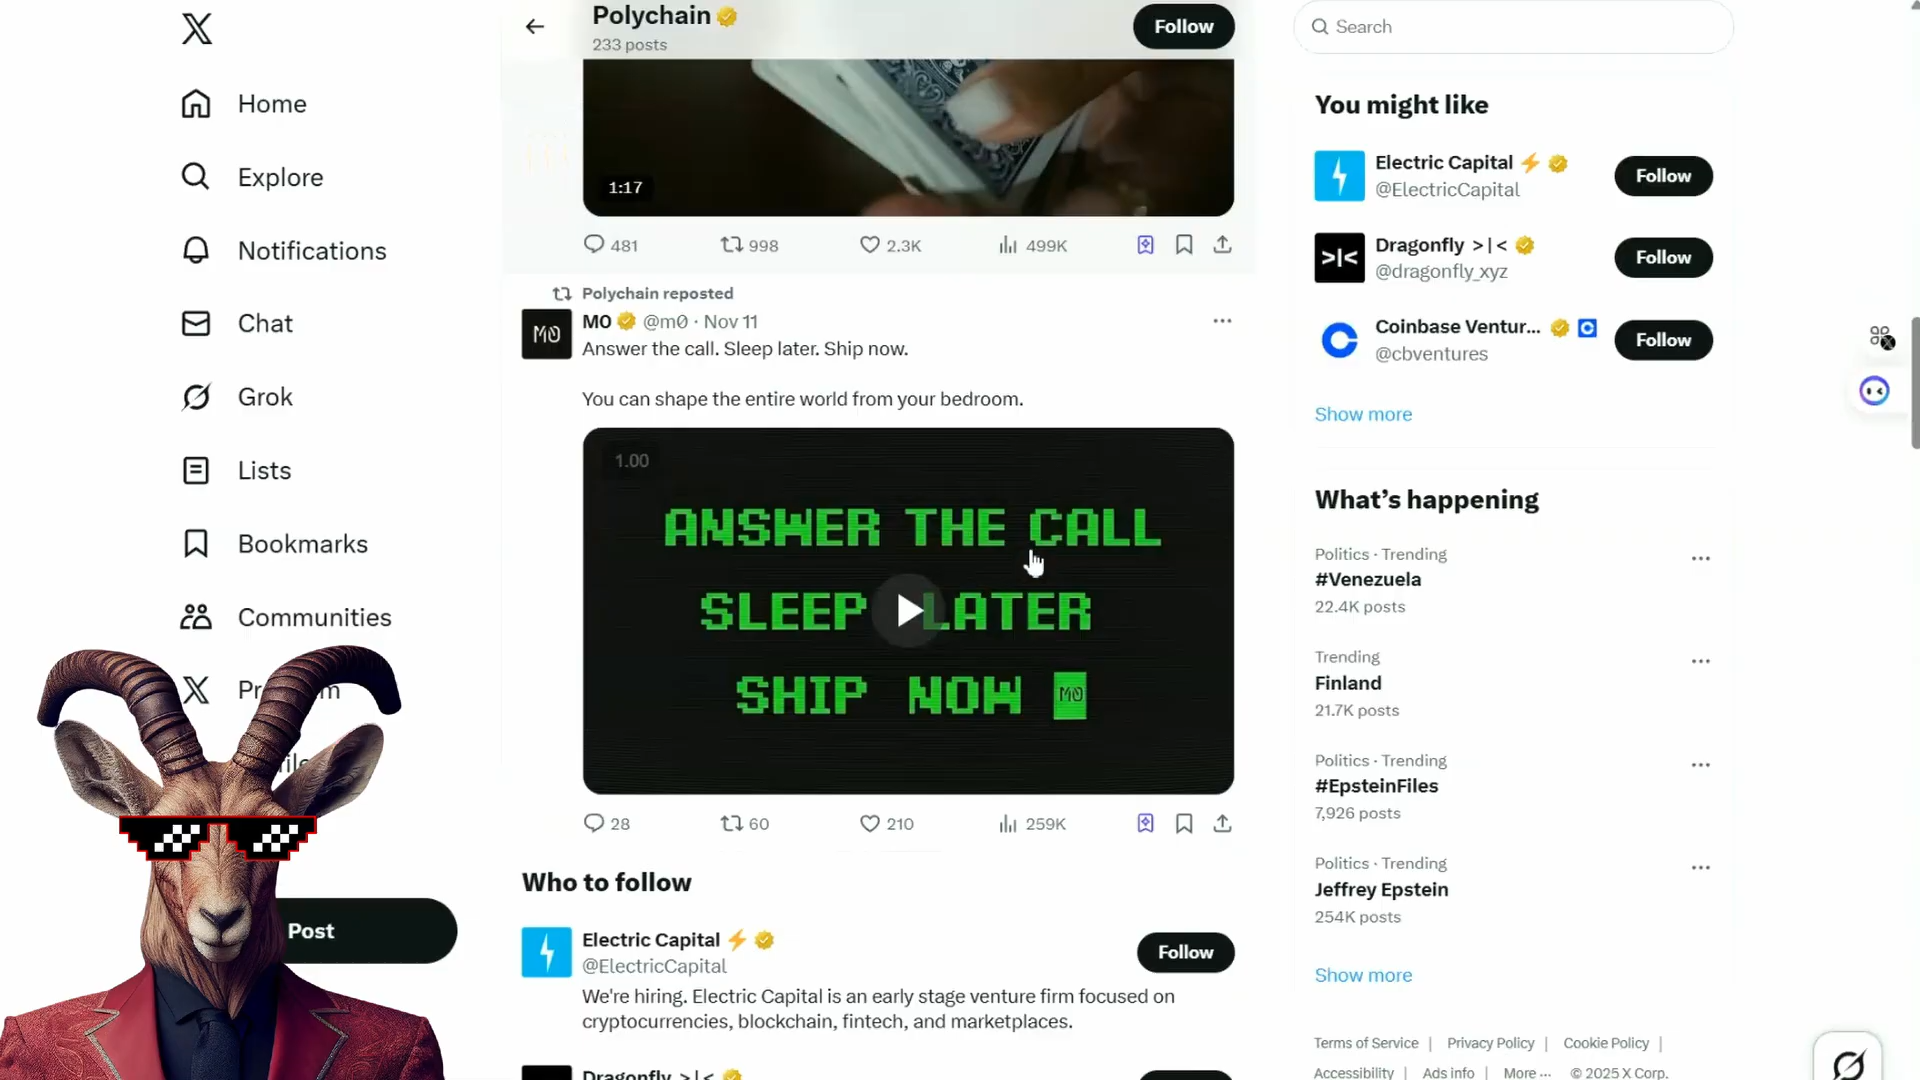 Home
Explore
Notifications
Chat
Grok
Lists
Bookmarks
Communities
Post
Polychain
233 posts
Follow
1:17
481
998
2.3K
499K
Polychain reposted
M0 @m0 · Nov 11
Answer the call. Sleep later. Ship now.
You can shape the entire world from your bedroom.
1.00
ANSWER THE CALL
SLEEP LATER
SHIP NOW M0
28
60
210
259K
Who to follow
Electric Capital
@ElectricCapital
Follow
We're hiring. Electric Capital is an early stage venture firm focused on
cryptocurrencies, blockchain, fintech, and marketplaces.
Dragonfly >|<
Search
You might like
Electric Capital
@ElectricCapital
Follow
>|<
Dragonfly >|<
@dragonfly_xyz
Follow
Coinbase Ventur...
@cbventures
Follow
Show more
What's happening
Politics · Trending
#Venezuela
22.4K posts
Trending
Finland
21.7K posts
Politics · Trending
#EpsteinFiles
7,926 posts
Politics · Trending
Jeffrey Epstein
254K posts
Show more
Terms of Service | Privacy Policy | Cookie Policy |
Accessibility | Ads info | More ... © 2025 X Corp.